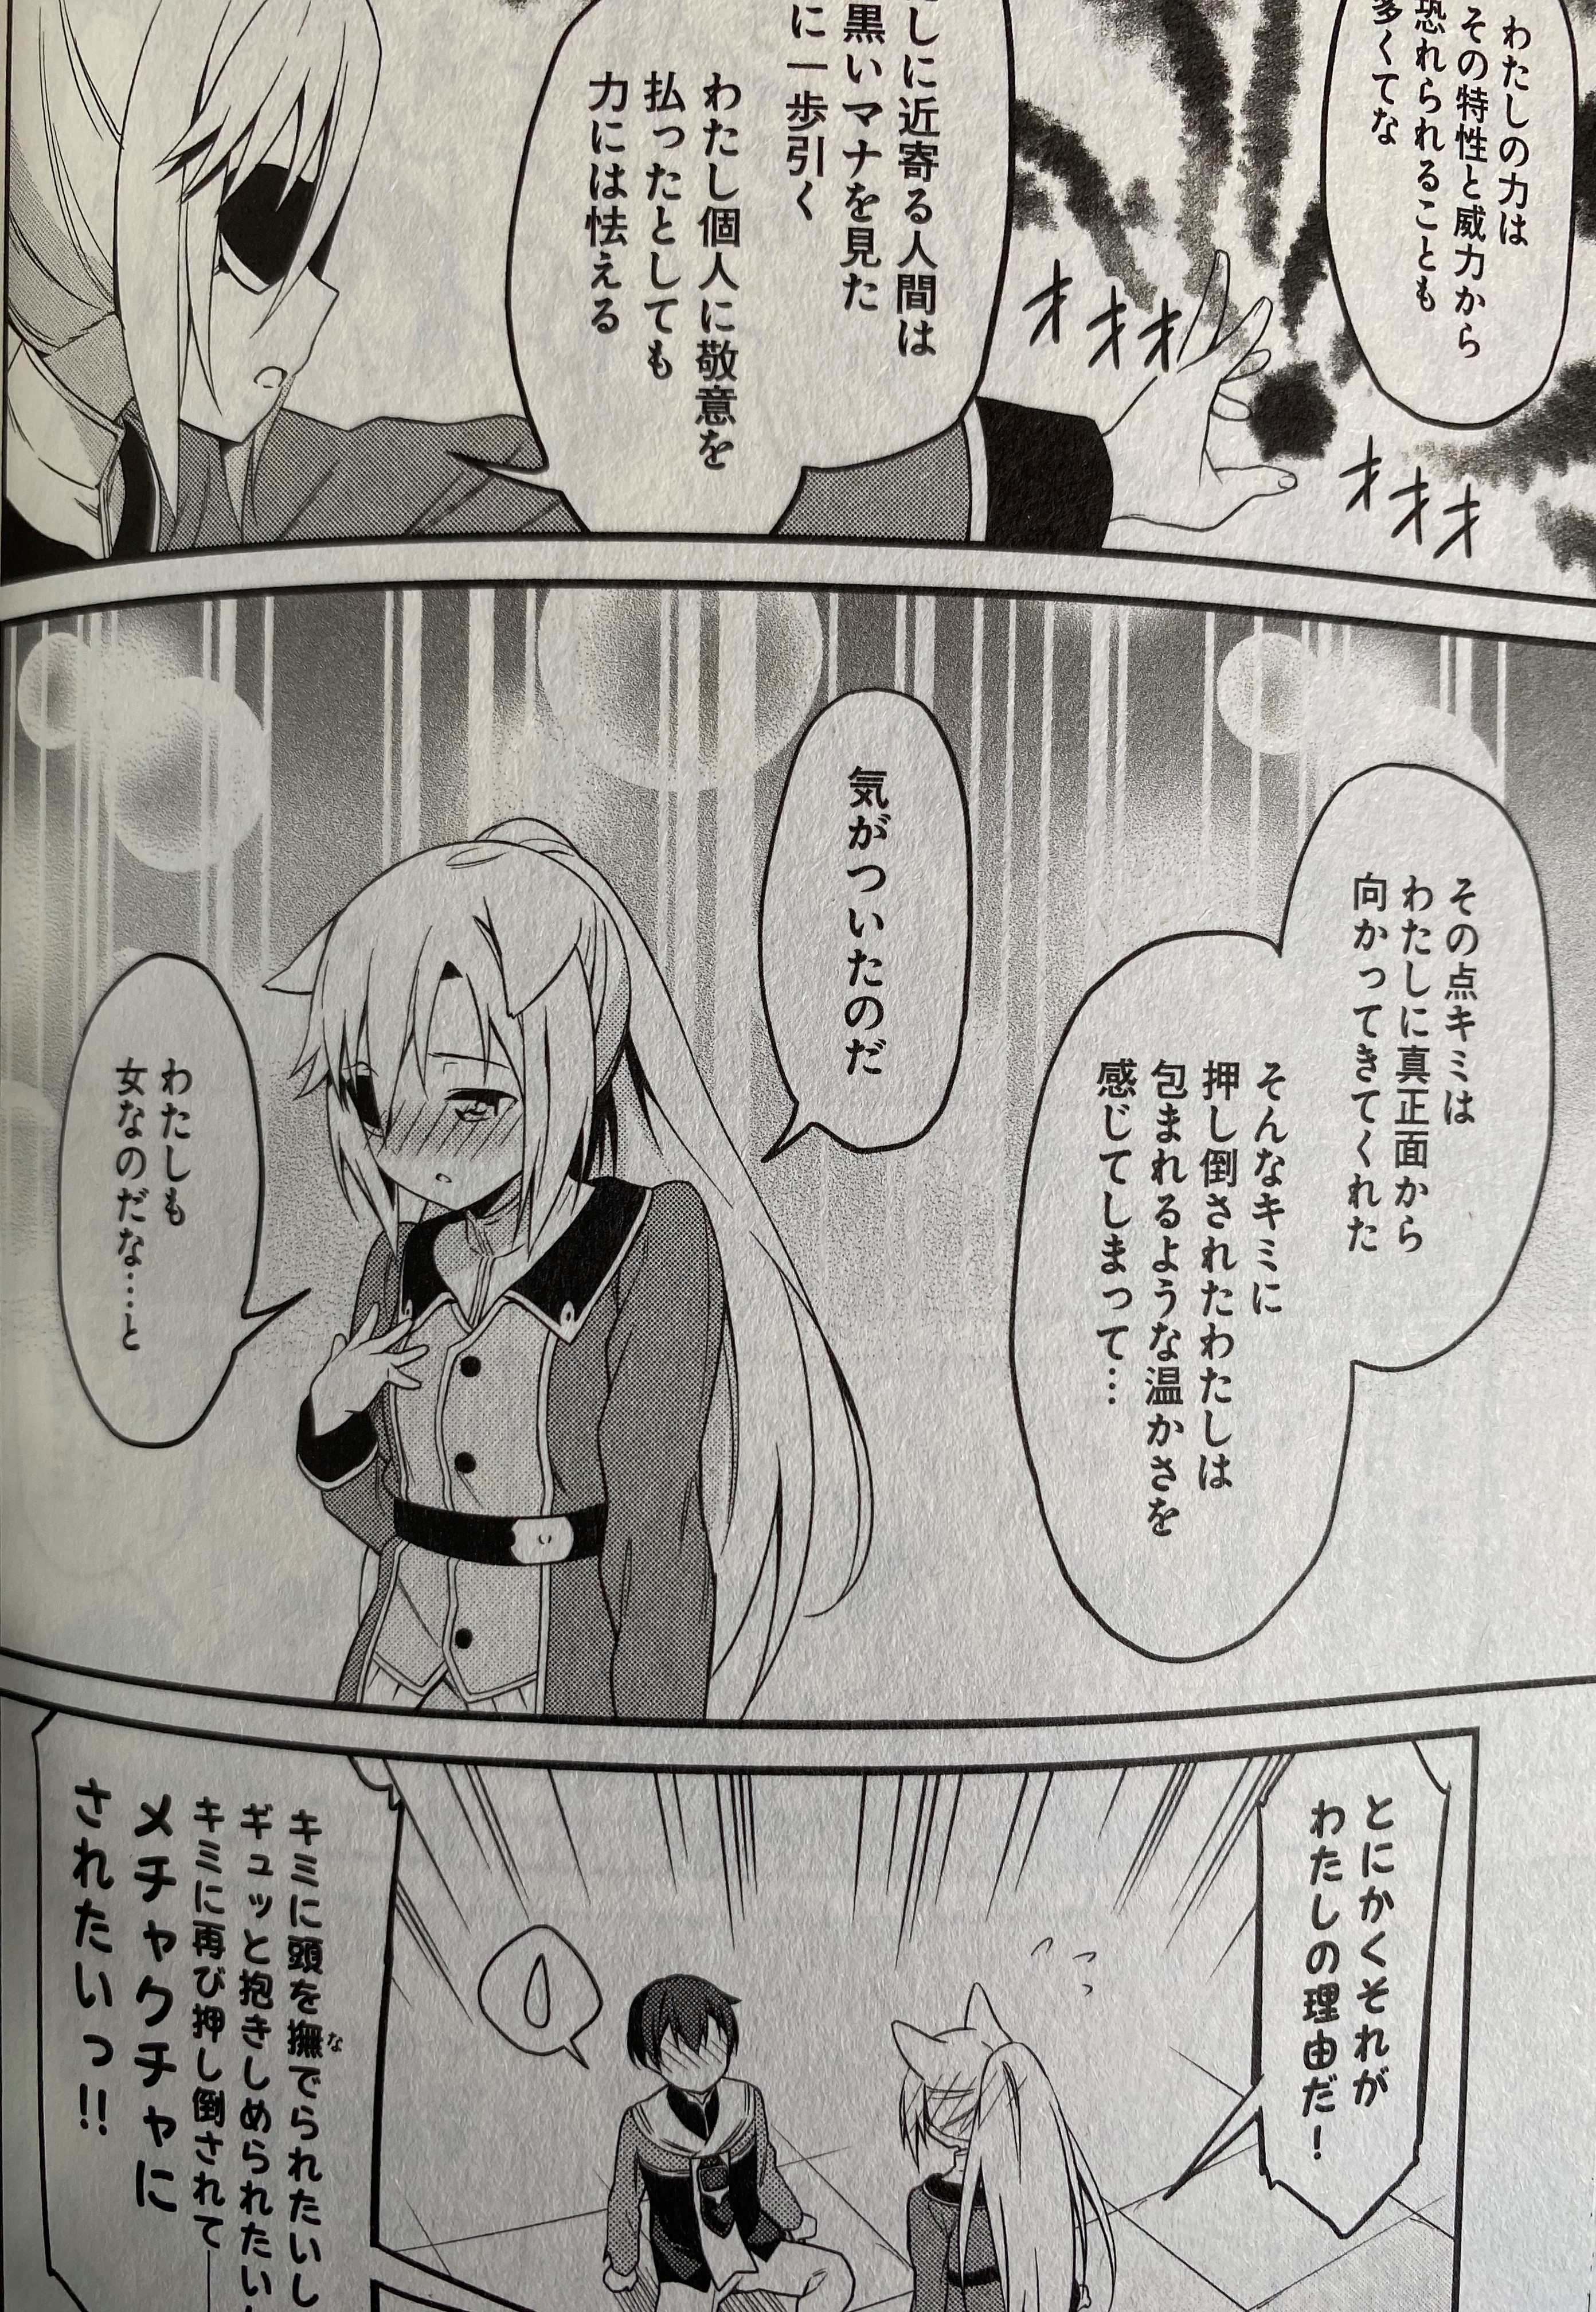 わたしの力は
その特性と威力から
恐れられることも
多くてな
しに近寄る人間は
黒いマナを見た
に一歩引く
わたし個人に敬意を
払ったとしても
力には怯える
オオオ
オオオ
その点キミは
わたしに真正面から
向かってきてくれた
そんなキミに
押し倒されたわたしは
包まれるような温かさを
感じてしまって…
気がついたのだ
わたしも
女なのだな…と
とにかくそれが
わたしの理由だ！
キミに頭を撫でられたいし
な
ギュッと抱きしめられたい
キミに再び押し倒されて―
メチャクチャに
されたいっ!!